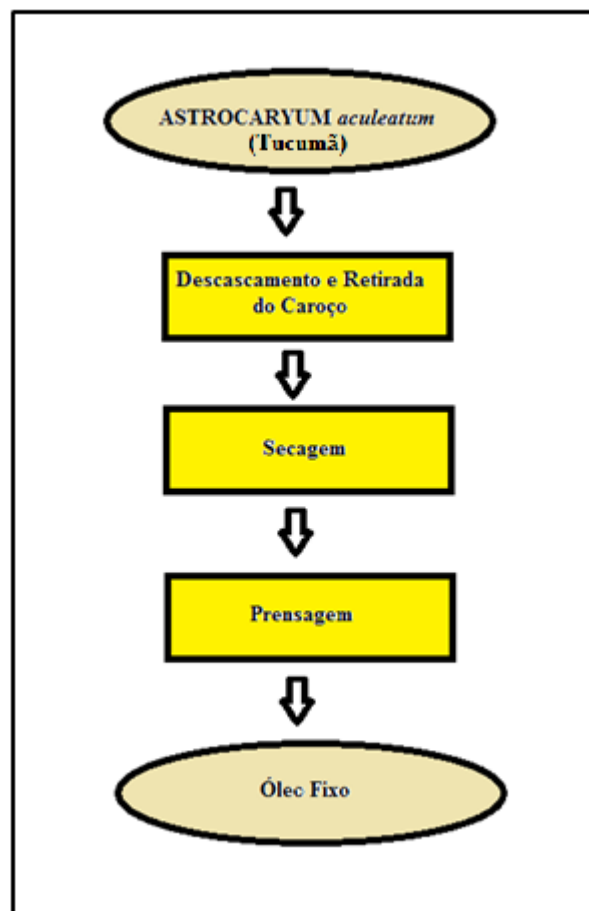 ASTROCARYUM aculeatum
(Tucumã)
Descascamento e Retirada
do Caroço
Secagem
Prensagem
Óleo Fixo